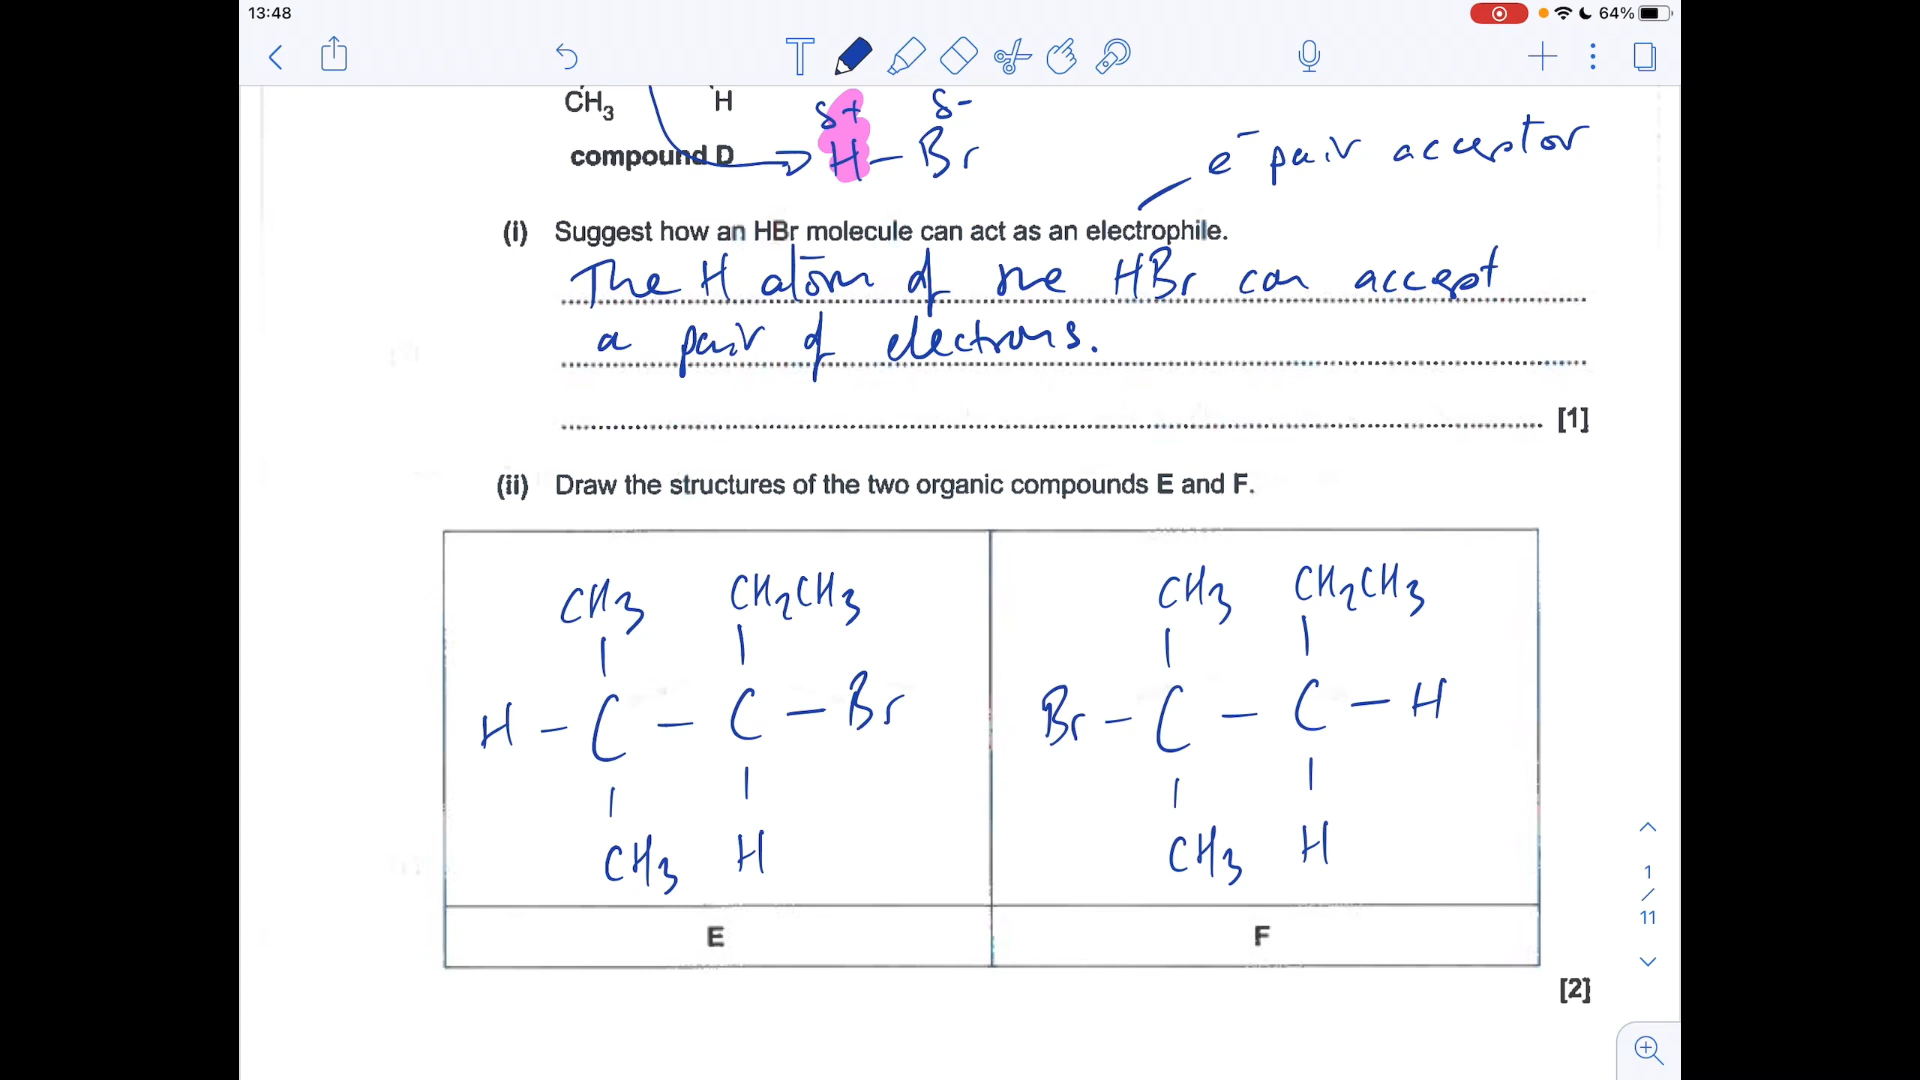 13:48
64%
T
CH3 H δ+ δ-
compound D H - Br e- pair acceptor
(i) Suggest how an HBr molecule can act as an electrophile.
The H atom of the HBr can accept
a pair of electrons.
[1]
(ii) Draw the structures of the two organic compounds E and F.
CH3 CH2CH3 CH3 CH2CH3
H - C - C - Br Br - C - C - H
CH3 H CH3 H
E F
[2]
1
/
11